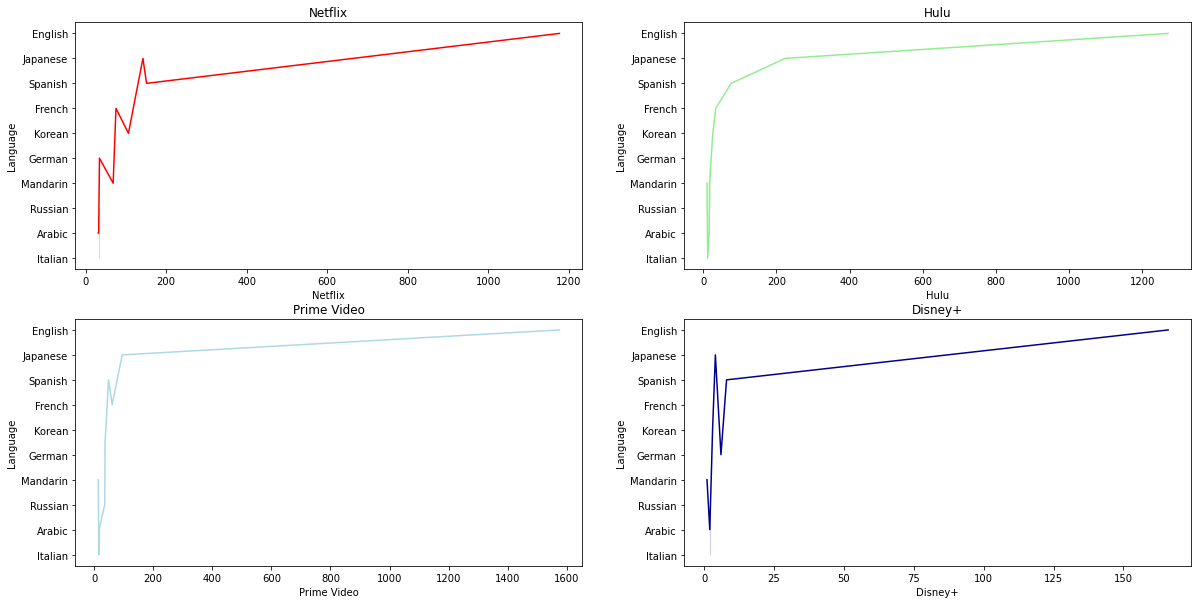 Netflix
Language
English
Japanese
Spanish
French
Korean
German
Mandarin
Russian
Arabic
Italian
0 200 400 600 800 1000 1200
Netflix
Hulu
Language
English
Japanese
Spanish
French
Korean
German
Mandarin
Russian
Arabic
Italian
0 200 400 600 800 1000 1200
Hulu
Prime Video
Language
English
Japanese
Spanish
French
Korean
German
Mandarin
Russian
Arabic
Italian
0 200 400 600 800 1000 1200 1400 1600
Prime Video
Disney+
Language
English
Japanese
Spanish
French
Korean
German
Mandarin
Russian
Arabic
Italian
0 25 50 75 100 125 150
Disney+